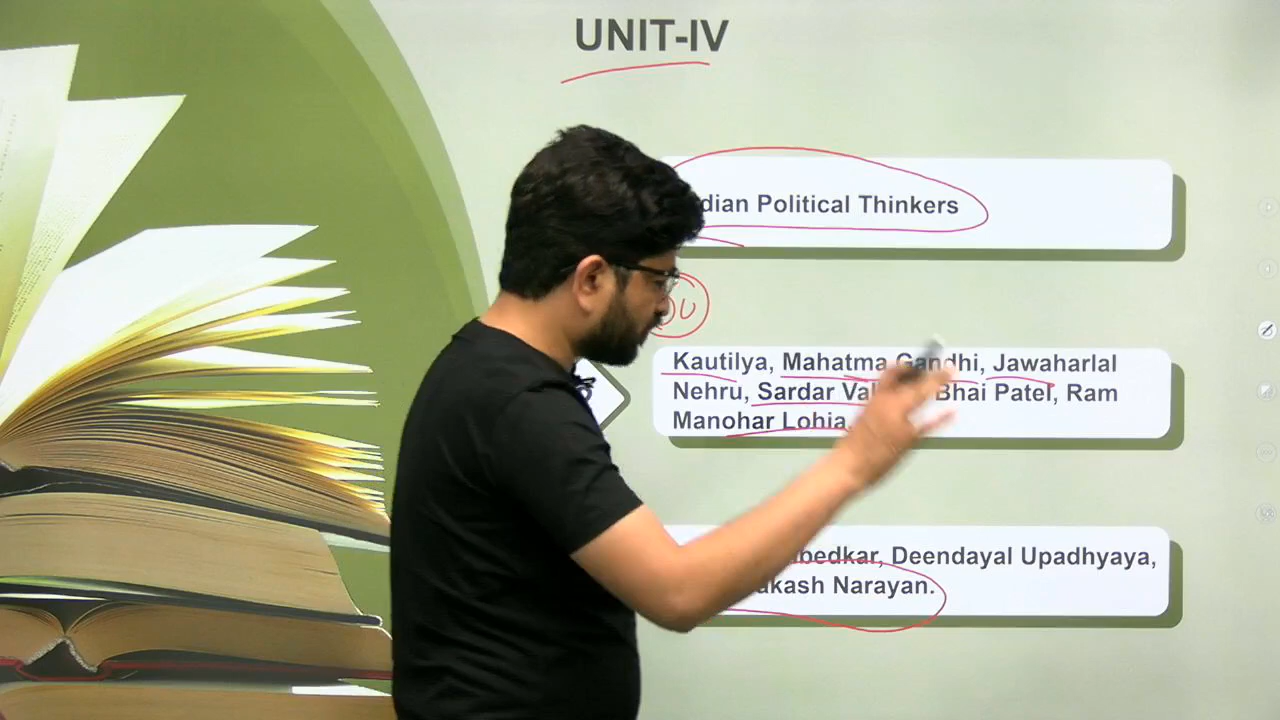 UNIT-IV
dian Political Thinkers
Kautilya, Mahatma Gandhi, Jawaharlal
Nehru, Sardar Val Bhai Patel, Ram
Manohar Lohia,
bedkar, Deendayal Upadhyaya,
akash Narayan.